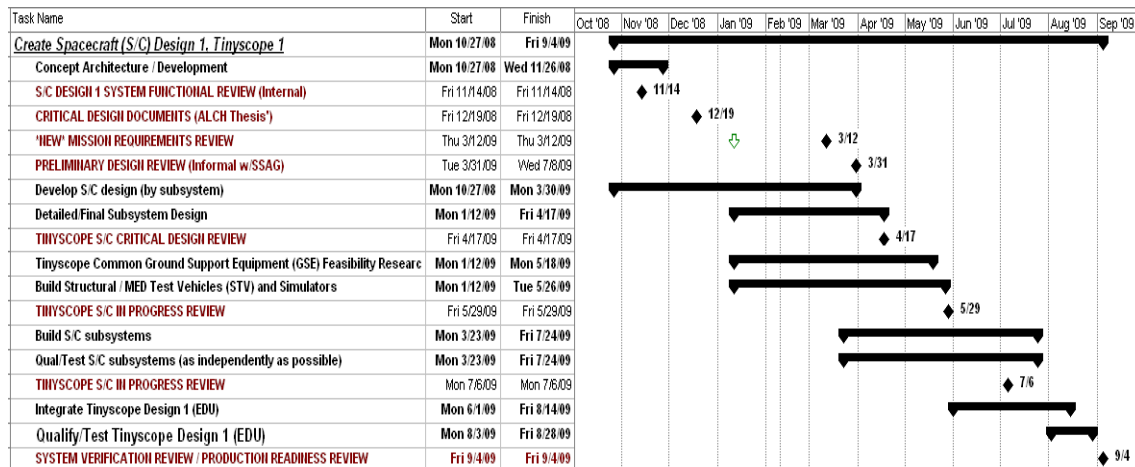 Task Name Start Finish Oct '08 Nov '08 Dec '08 Jan '09 Feb '09 Mar '09 Apr '09 May '09 Jun '09 Jul '09 Aug '09 Sep '09
Create Spacecraft (S/C) Design 1, Tinyscope 1 Mon 10/27/08 Fri 9/4/09
Concept Architecture / Development Mon 10/27/08 Wed 11/26/08
S/C DESIGN 1 SYSTEM FUNCTIONAL REVIEW (Internal) Fri 11/14/08 Fri 11/14/08 11/14
CRITICAL DESIGN DOCUMENTS (ALCH Thesis') Fri 12/19/08 Fri 12/19/08 12/19
*NEW* MISSION REQUIREMENTS REVIEW Thu 3/12/09 Thu 3/12/09 3/12
PRELIMINARY DESIGN REVIEW (Informal w/SSAG) Tue 3/31/09 Wed 7/8/09 3/31
Develop S/C design (by subsystem) Mon 10/27/08 Mon 3/30/09
Detailed/Final Subsystem Design Mon 1/12/09 Fri 4/17/09
TINYSCOPE S/C CRITICAL DESIGN REVIEW Fri 4/17/09 Fri 4/17/09 4/17
Tinyscope Common Ground Support Equipment (GSE) Feasibility Researc Mon 1/12/09 Mon 5/18/09
Build Structural / MED Test Vehicles (STV) and Simulators Mon 1/12/09 Tue 5/26/09
TINYSCOPE S/C IN PROGRESS REVIEW Fri 5/29/09 Fri 5/29/09 5/29
Build S/C subsystems Mon 3/23/09 Fri 7/24/09
Qual/Test S/C subsystems (as independently as possible) Mon 3/23/09 Fri 7/24/09
TINYSCOPE S/C IN PROGRESS REVIEW Mon 7/6/09 Mon 7/6/09 7/6
Integrate Tinyscope Design 1 (EDU) Mon 6/1/09 Fri 8/14/09
Qualify/Test Tinyscope Design 1 (EDU) Mon 8/3/09 Fri 8/28/09
SYSTEM VERIFICATION REVIEW / PRODUCTION READINESS REVIEW Fri 9/4/09 Fri 9/4/09 9/4